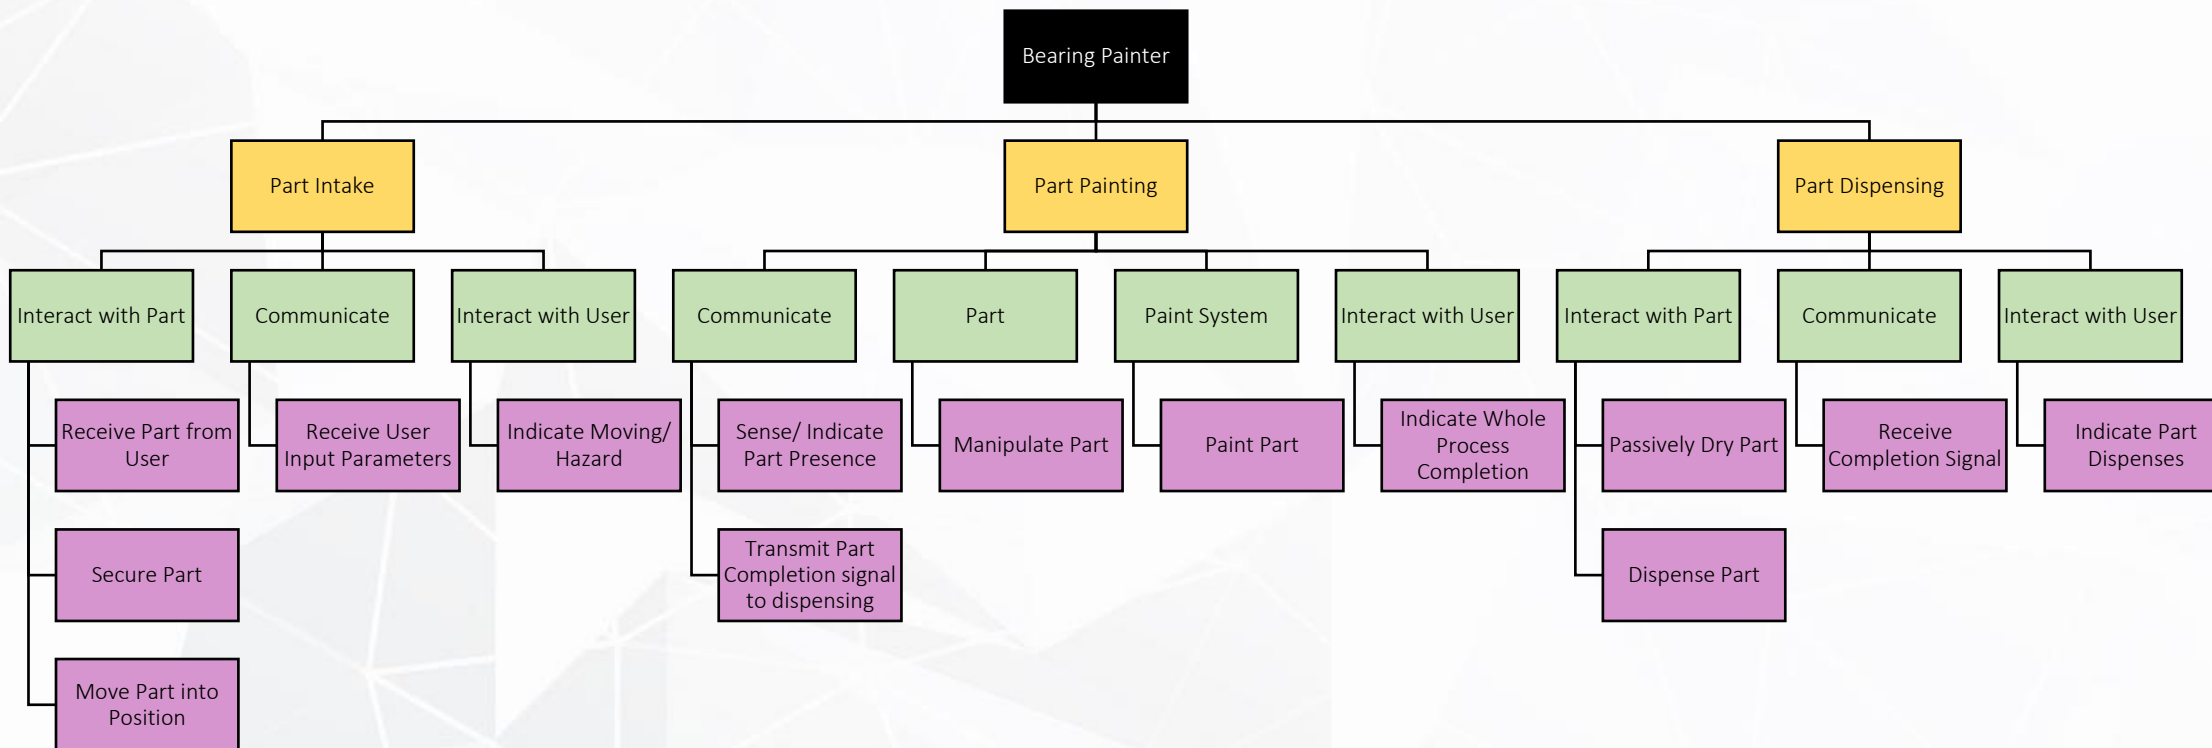 Bearing Painter
Part Intake
Part Painting
Part Dispensing
Interact with Part
Communicate
Interact with User
Communicate
Part
Paint System
Interact with User
Interact with Part
Communicate
Interact with User
Receive Part from
User
Receive User
Input Parameters
Indicate Moving/
Hazard
Sense/ Indicate
Part Presence
Manipulate Part
Paint Part
Indicate Whole
Process
Completion
Passively Dry Part
Receive
Completion Signal
Indicate Part
Dispenses
Secure Part
Transmit Part
Completion signal
to dispensing
Dispense Part
Move Part into
Position